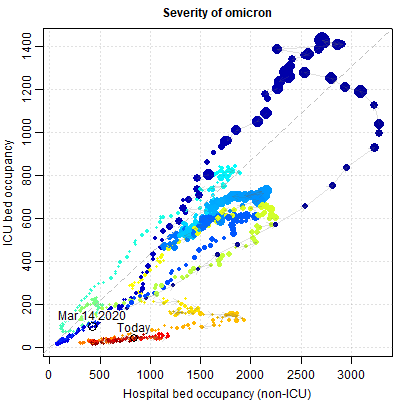 Severity of omicron
ICU bed occupancy
1400
1200
1000
800
600
400
200
0
Mar 14 2020
Today
0 500 1000 1500 2000 2500 3000
Hospital bed occupancy (non-ICU)